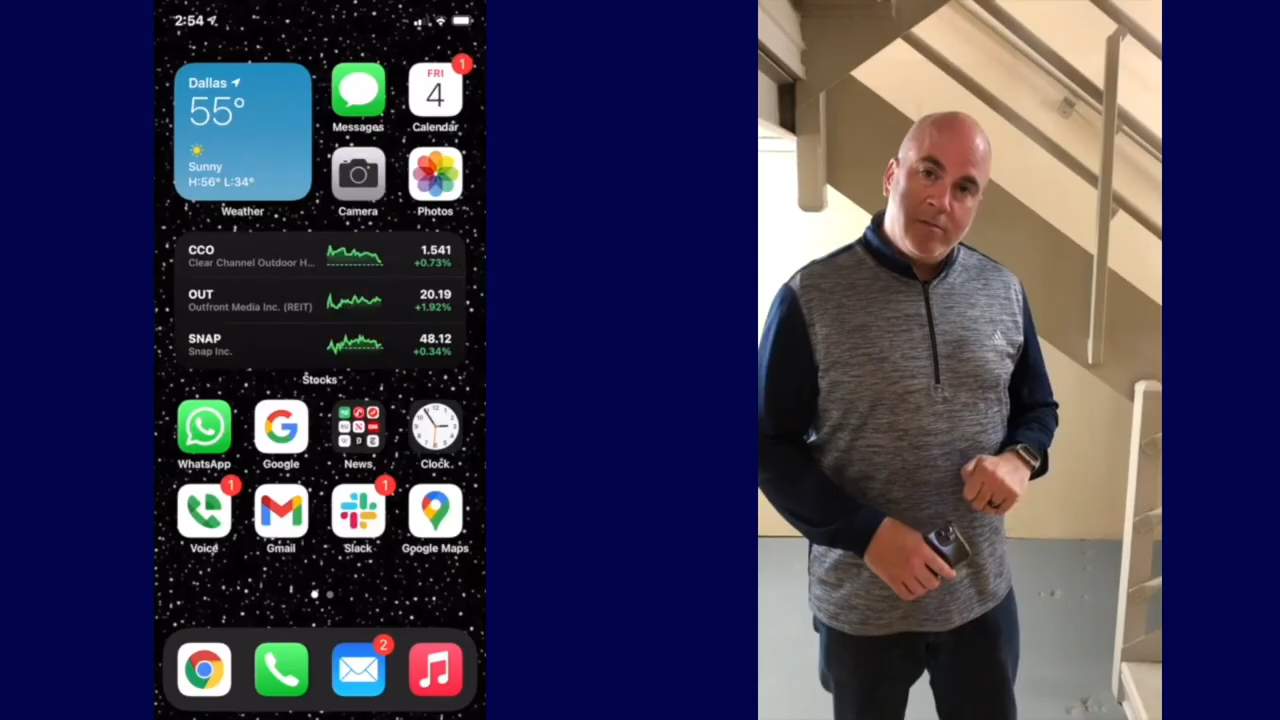 2:54
Dallas
55°
Sunny
H:56° L:34°
Weather
Messages
1
FRI
4
Calendar
Camera
Photos
CCO 1.541
Clear Channel Outdoor H... +0.73%
OUT 20.19
Outfront Media Inc. (REIT) +1.92%
SNAP 48.12
Snap Inc. +0.34%
Stocks
WhatsApp Google News Clock
1 1
Voice Gmail Slack Google Maps
2